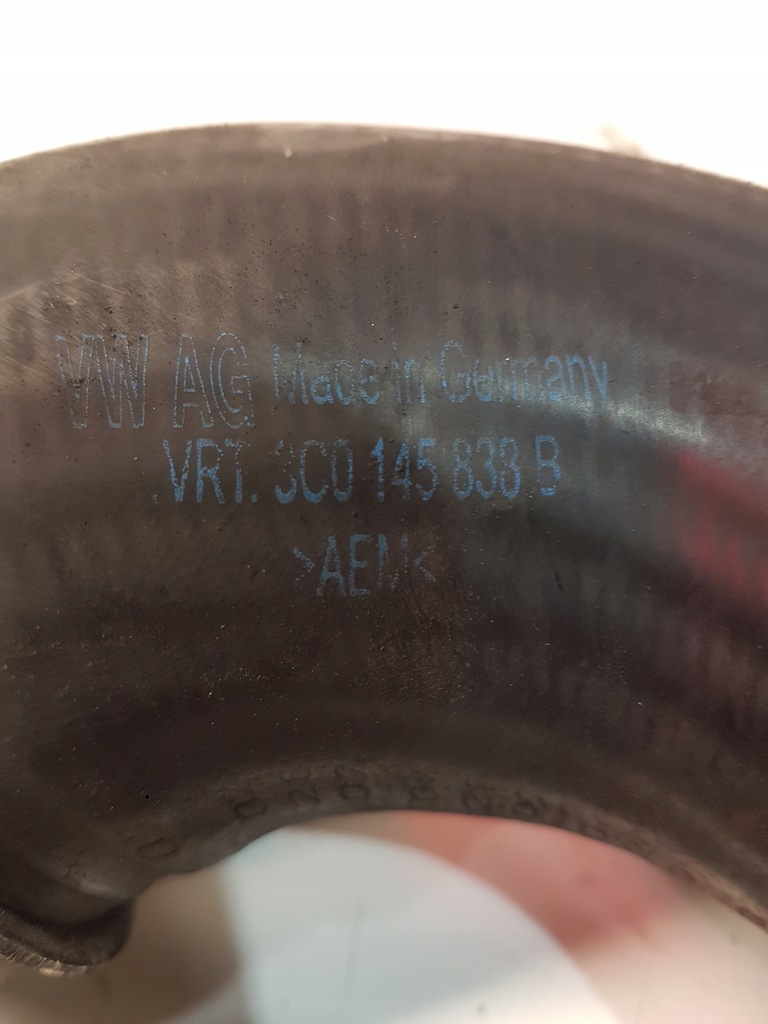 VW AG Made in Germany
.VRT. 3C0 145 838 B
>AEM<